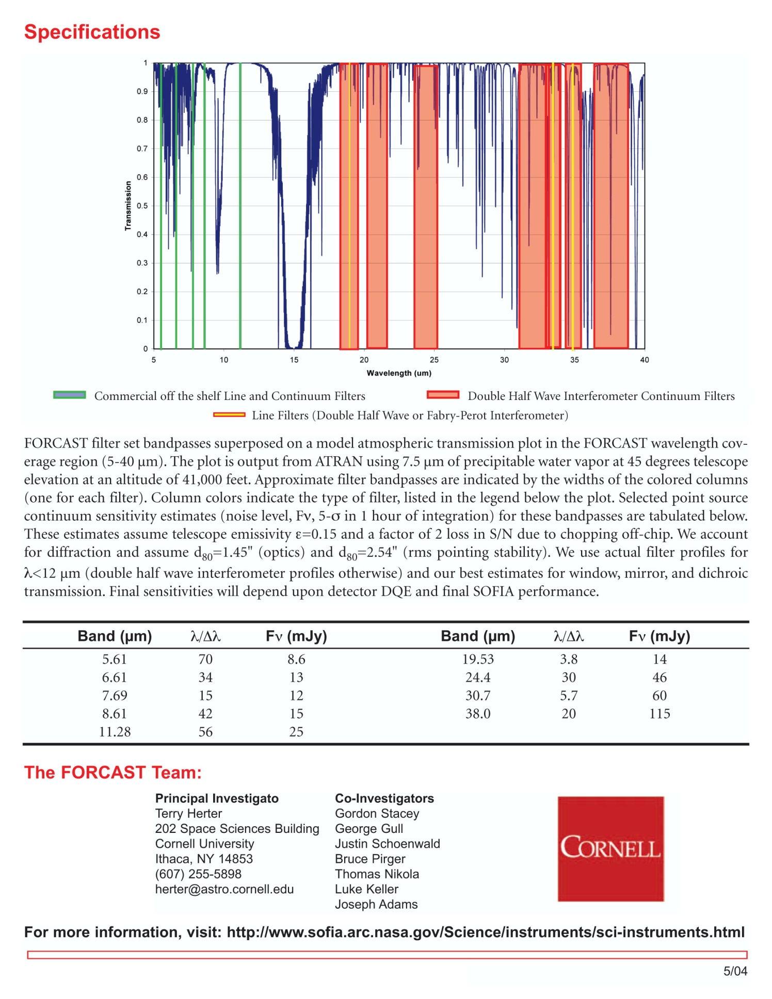 Specifications
1
0.9
0.8
0.7
0.6
0.5
0.4
0.3
0.2
0.1
0
Transmission
5 10 15 20 25 30 35 40
Wavelength (um)
Commercial off the shelf Line and Continuum Filters
Double Half Wave Interferometer Continuum Filters
Line Filters (Double Half Wave or Fabry-Perot Interferometer)
FORCAST filter set bandpasses superposed on a model atmospheric transmission plot in the FORCAST wavelength cov-
erage region (5-40 µm). The plot is output from ATRAN using 7.5 µm of precipitable water vapor at 45 degrees telescope
elevation at an altitude of 41,000 feet. Approximate filter bandpasses are indicated by the widths of the colored columns
(one for each filter). Column colors indicate the type of filter, listed in the legend below the plot. Selected point source
continuum sensitivity estimates (noise level, Fν, 5-σ in 1 hour of integration) for these bandpasses are tabulated below.
These estimates assume telescope emissivity ε=0.15 and a factor of 2 loss in S/N due to chopping off-chip. We account
for diffraction and assume d80=1.45" (optics) and d80=2.54" (rms pointing stability). We use actual filter profiles for
λ<12 µm (double half wave interferometer profiles otherwise) and our best estimates for window, mirror, and dichroic
transmission. Final sensitivities will depend upon detector DQE and final SOFIA performance.
Band (µm) λ/Δλ Fν (mJy) Band (µm) λ/Δλ Fν (mJy)
5.61 70 8.6 19.53 3.8 14
6.61 34 13 24.4 30 46
7.69 15 12 30.7 5.7 60
8.61 42 15 38.0 20 115
11.28 56 25
The FORCAST Team:
Principal Investigato
Terry Herter
202 Space Sciences Building
Cornell University
Ithaca, NY 14853
(607) 255-5898
herter@astro.cornell.edu
Co-Investigators
Gordon Stacey
George Gull
Justin Schoenwald
Bruce Pirger
Thomas Nikola
Luke Keller
Joseph Adams
CORNELL
For more information, visit: http://www.sofia.arc.nasa.gov/Science/instruments/sci-instruments.html
5/04